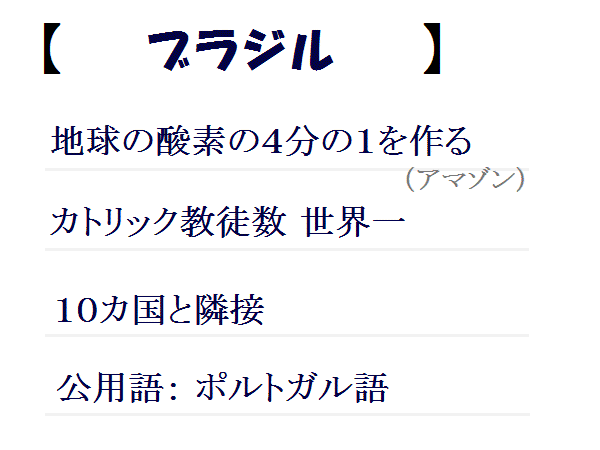 【 ブラジル 】
地球の酸素の4分の1を作る
（アマゾン）
カトリック教徒数 世界一
10カ国と隣接
公用語： ポルトガル語